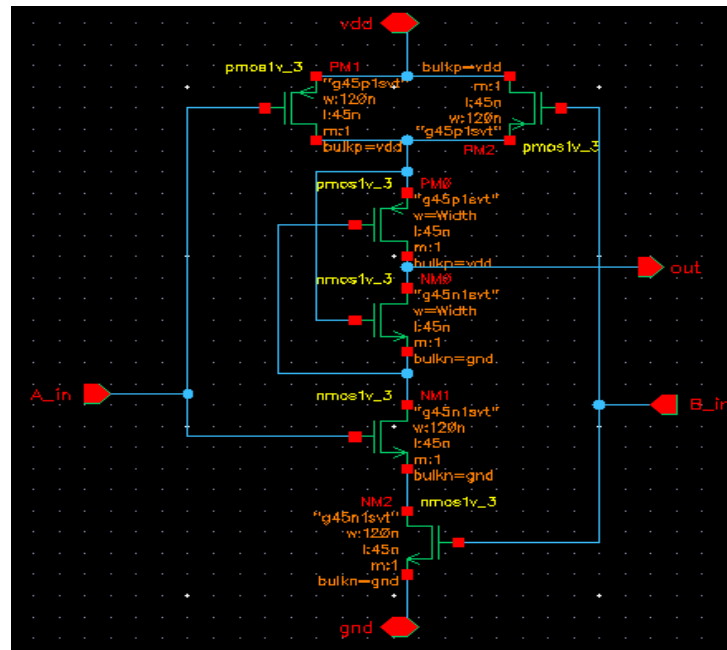 vdd
pmos1v_3
PM1
"g45p1svt"
w:120n
l:45n
m:1
bulkp=vdd
bulkp=vdd
m:1
l:45n
w:120n
"g45p1svt"
PM2
pmos1v_3
pmos1v_3
PM0
"g45p1svt"
w=Width
l:45n
m:1
bulkp=vdd
out
nmos1v_3
NM0
"g45n1svt"
w=Width
l:45n
m:1
bulkn=gnd
A_in
B_in
nmos1v_3
NM1
"g45n1svt"
w:120n
l:45n
m:1
bulkn=gnd
NM2
nmos1v_3
"g45n1svt"
w:120n
l:45n
m:1
bulkn=gnd
gnd